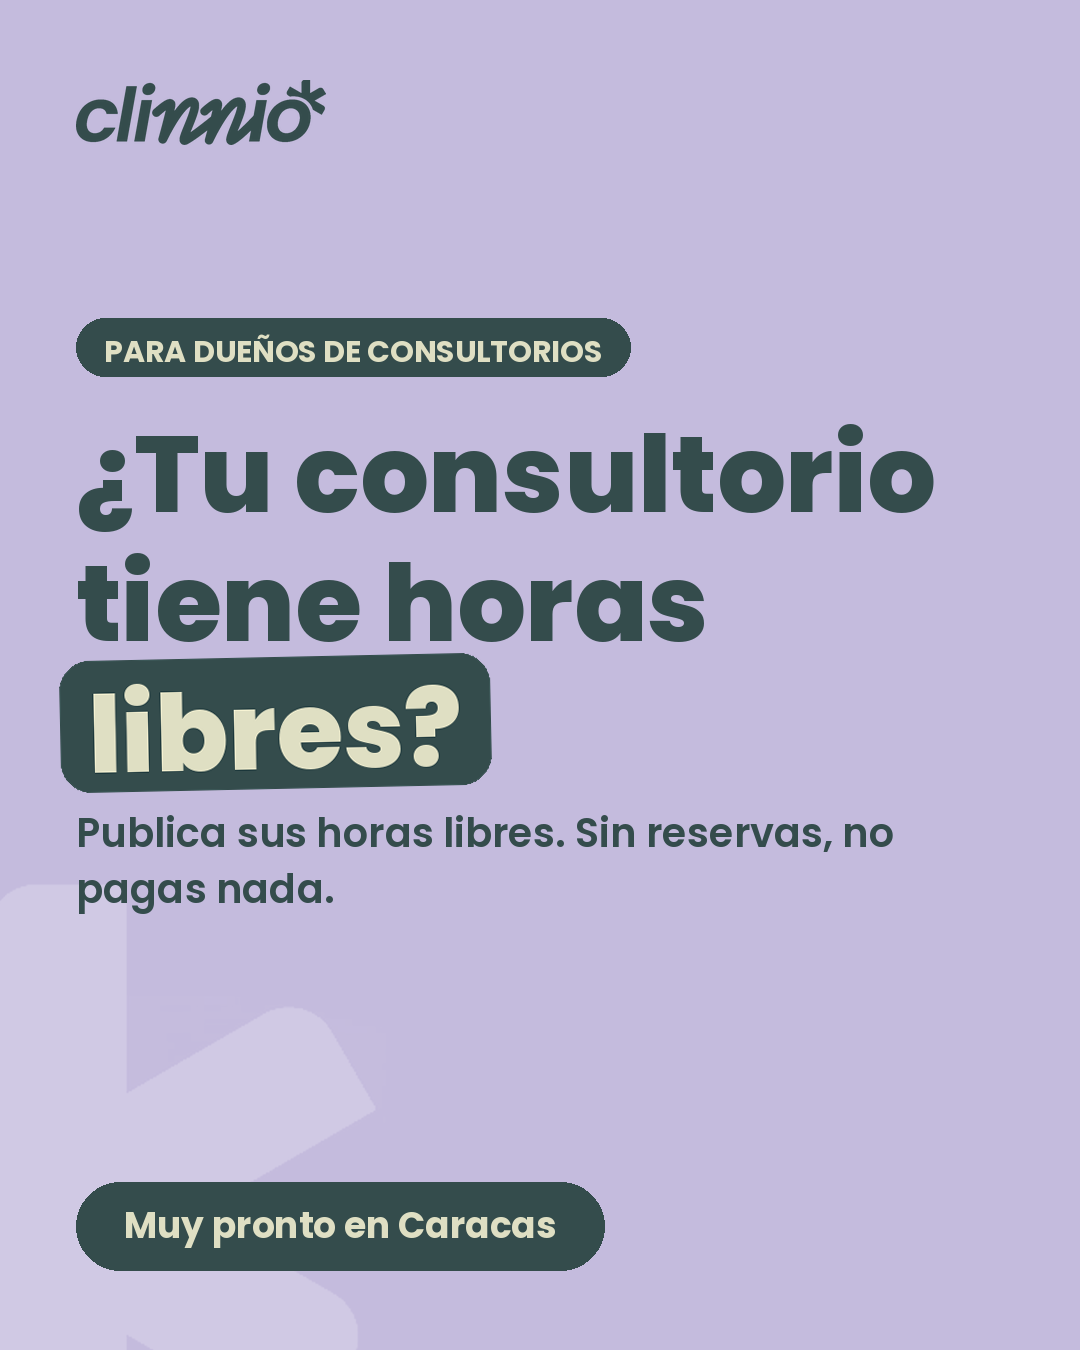 clinnio*
PARA DUEÑOS DE CONSULTORIOS
¿Tu consultorio
tiene horas
libres?
Publica sus horas libres. Sin reservas, no
pagas nada.
Muy pronto en Caracas